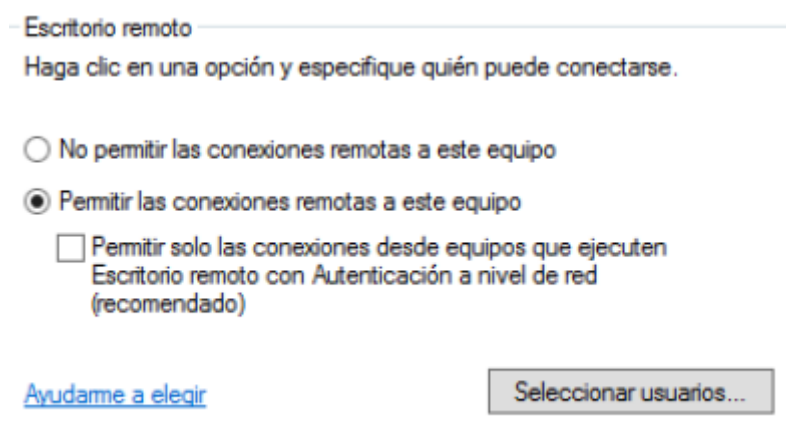 Escritorio remoto
Haga clic en una opción y especifique quién puede conectarse.
No permitir las conexiones remotas a este equipo
Permitir las conexiones remotas a este equipo
Permitir solo las conexiones desde equipos que ejecuten
Escritorio remoto con Autenticación a nivel de red
(recomendado)
Ayudarme a elegir
Seleccionar usuarios...